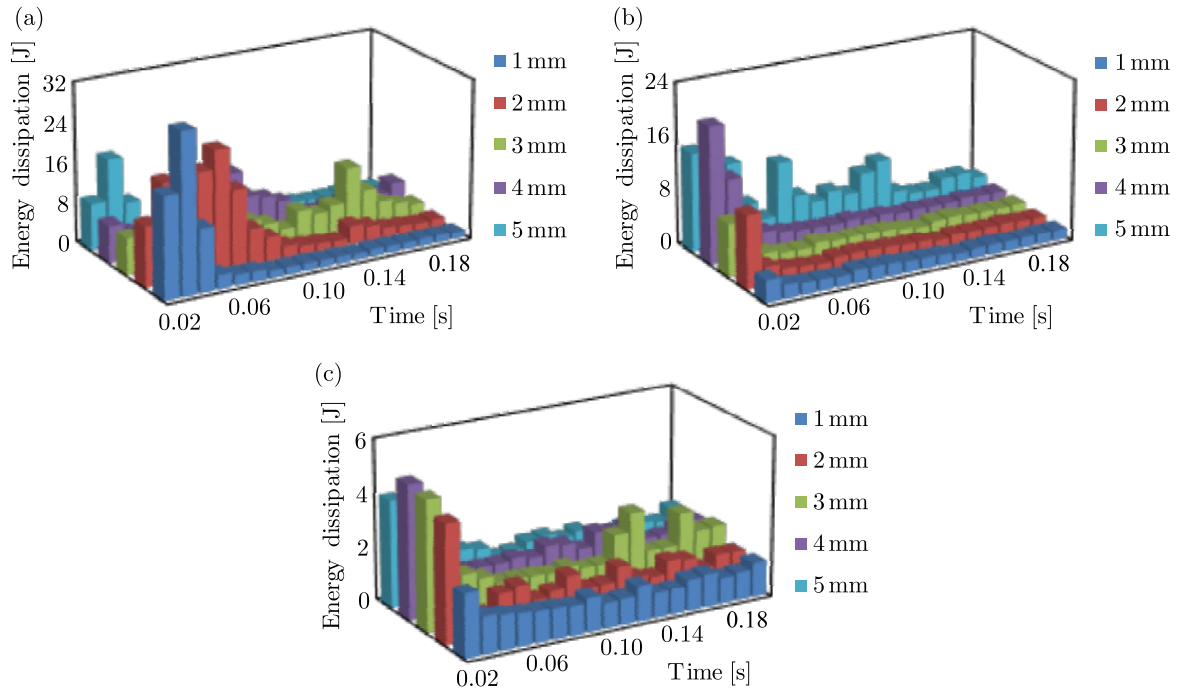 (a)
Energy dissipation [J]
32
24
16
8
0
0.02
0.06
0.10
0.14
0.18
Time [s]
1 mm
2 mm
3 mm
4 mm
5 mm
(b)
Energy dissipation [J]
24
16
8
0
0.02
0.06
0.10
0.14
0.18
Time [s]
1 mm
2 mm
3 mm
4 mm
5 mm
(c)
Energy dissipation [J]
6
4
2
0
0.02
0.06
0.10
0.14
0.18
Time [s]
1 mm
2 mm
3 mm
4 mm
5 mm